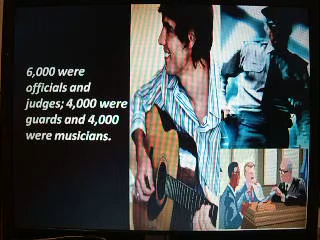 6,000 were
officials and
judges; 4,000 were
guards and 4,000
were musicians.